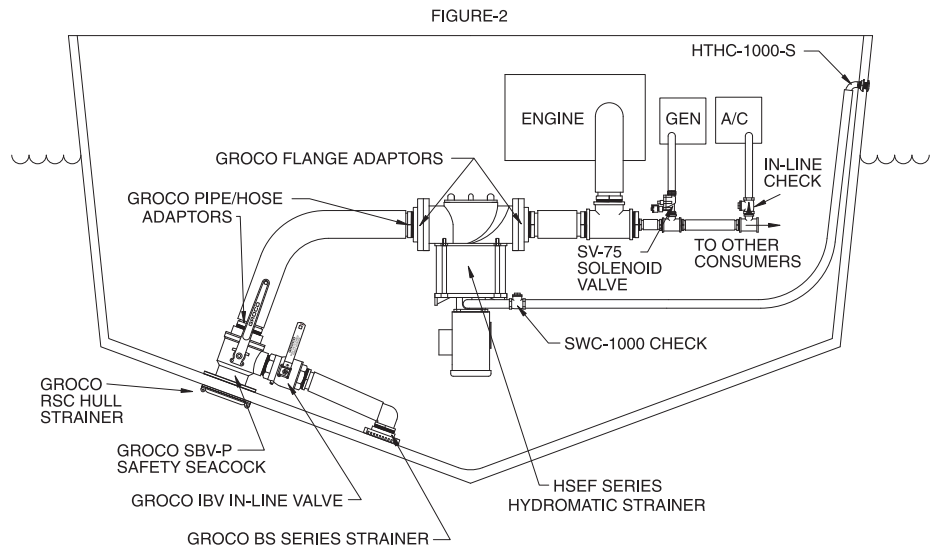 FIGURE-2
HTHC-1000-S
ENGINE
GEN
A/C
GROCO FLANGE ADAPTORS
IN-LINE
CHECK
GROCO PIPE/HOSE
ADAPTORS
SV-75
SOLENOID
VALVE
TO OTHER
CONSUMERS
SWC-1000 CHECK
GROCO
RSC HULL
STRAINER
GROCO SBV-P
SAFETY SEACOCK
HSEF SERIES
HYDROMATIC STRAINER
GROCO IBV IN-LINE VALVE
GROCO BS SERIES STRAINER